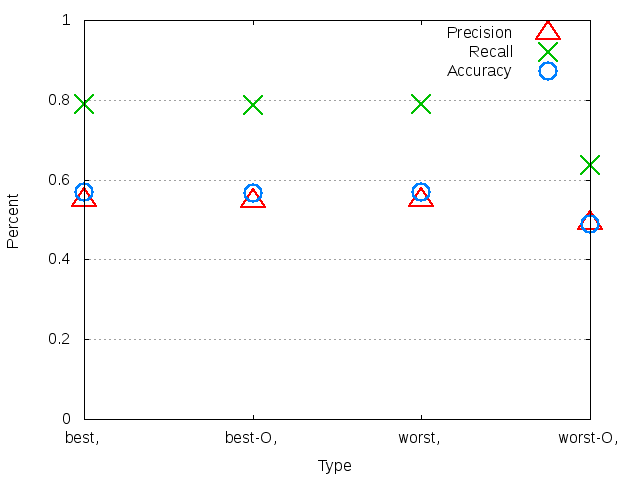 1
Precision
Recall
Accuracy
0.8
0.6
0.4
0.2
0
Percent
best, best-O, worst, worst-O,
Type